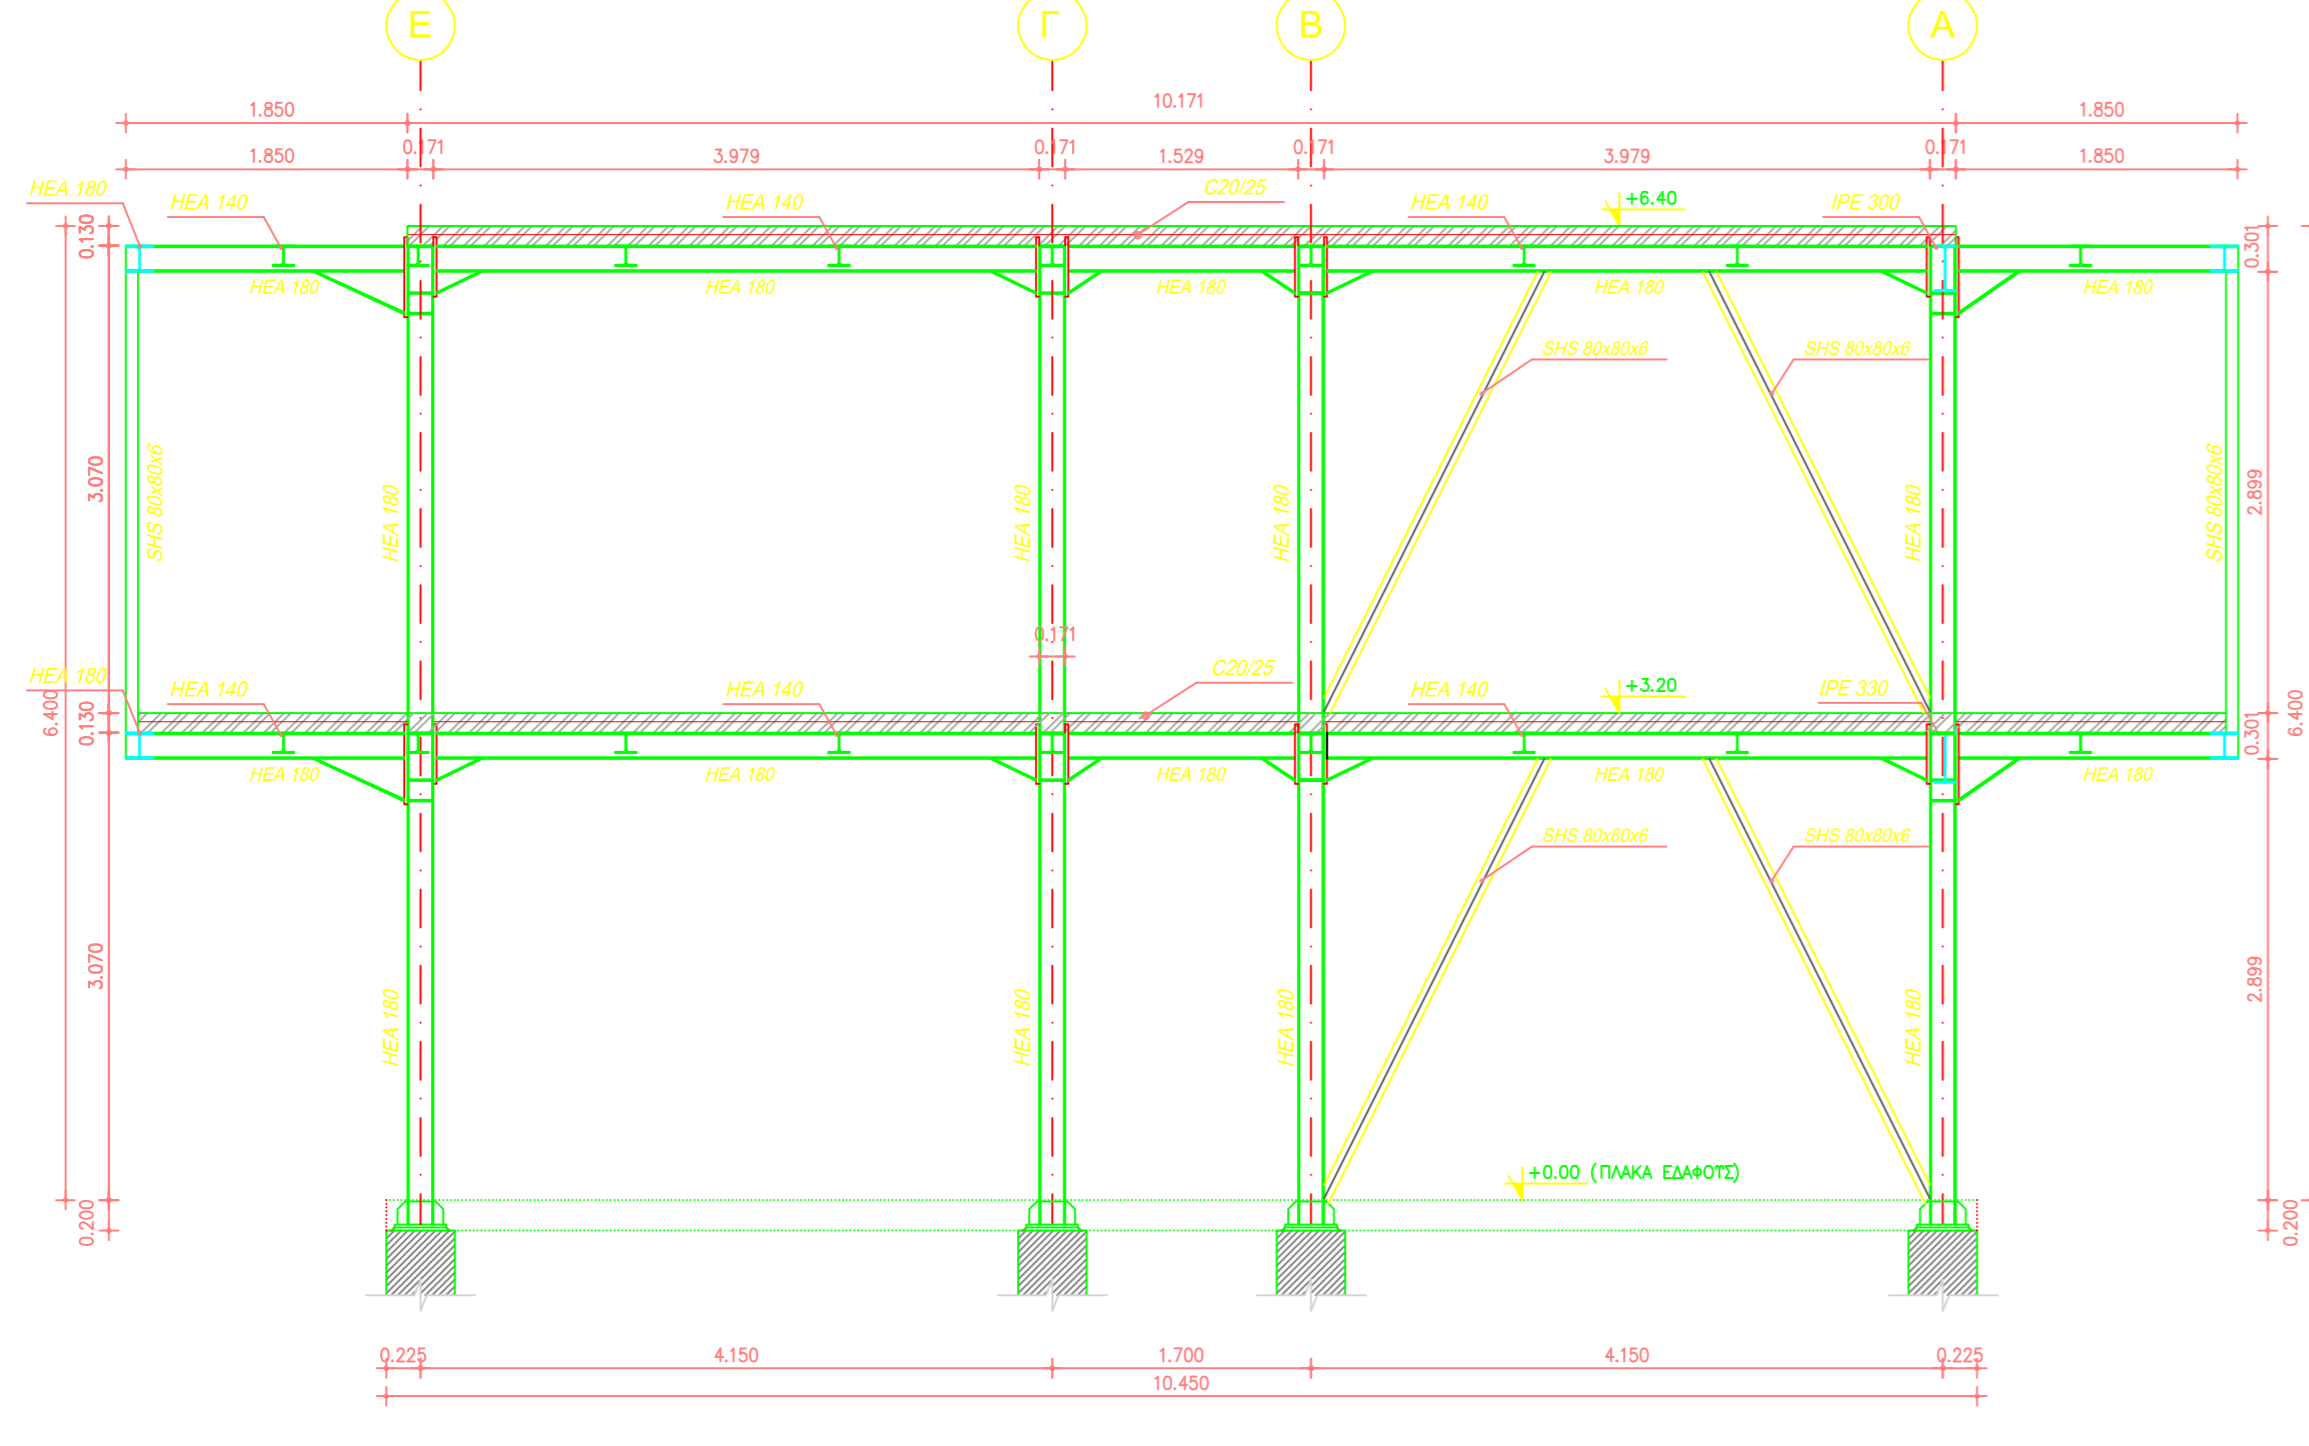 Ε Γ Β Α
1.850 10.171 1.850
1.850 0.171 3.979 0.171 1.529 0.171 3.979 0.171 1.850
HEA 180 HEA 140 HEA 140 C20/25 HEA 140 +6.40 IPE 300
0.130 0.301
HEA 180 HEA 180 HEA 180 HEA 180 HEA 180
SHS 80x80x6 SHS 80x80x6
3.070 SHS 80x80x6 HEA 180 HEA 180 HEA 180 HEA 180 SHS 80x80x6 2.899
0.171
HEA 180 HEA 140 HEA 140 C20/25 HEA 140 +3.20 IPE 330
6.400 0.130 0.301 6.400
HEA 180 HEA 180 HEA 180 HEA 180 HEA 180
SHS 80x80x6 SHS 80x80x6
3.070 HEA 180 HEA 180 HEA 180 HEA 180 2.899
+0.00 (ΠΛΑΚΑ ΕΔΑΦΟΥΣ)
0.200 0.200
0.225 4.150 1.700 4.150 0.225
10.450